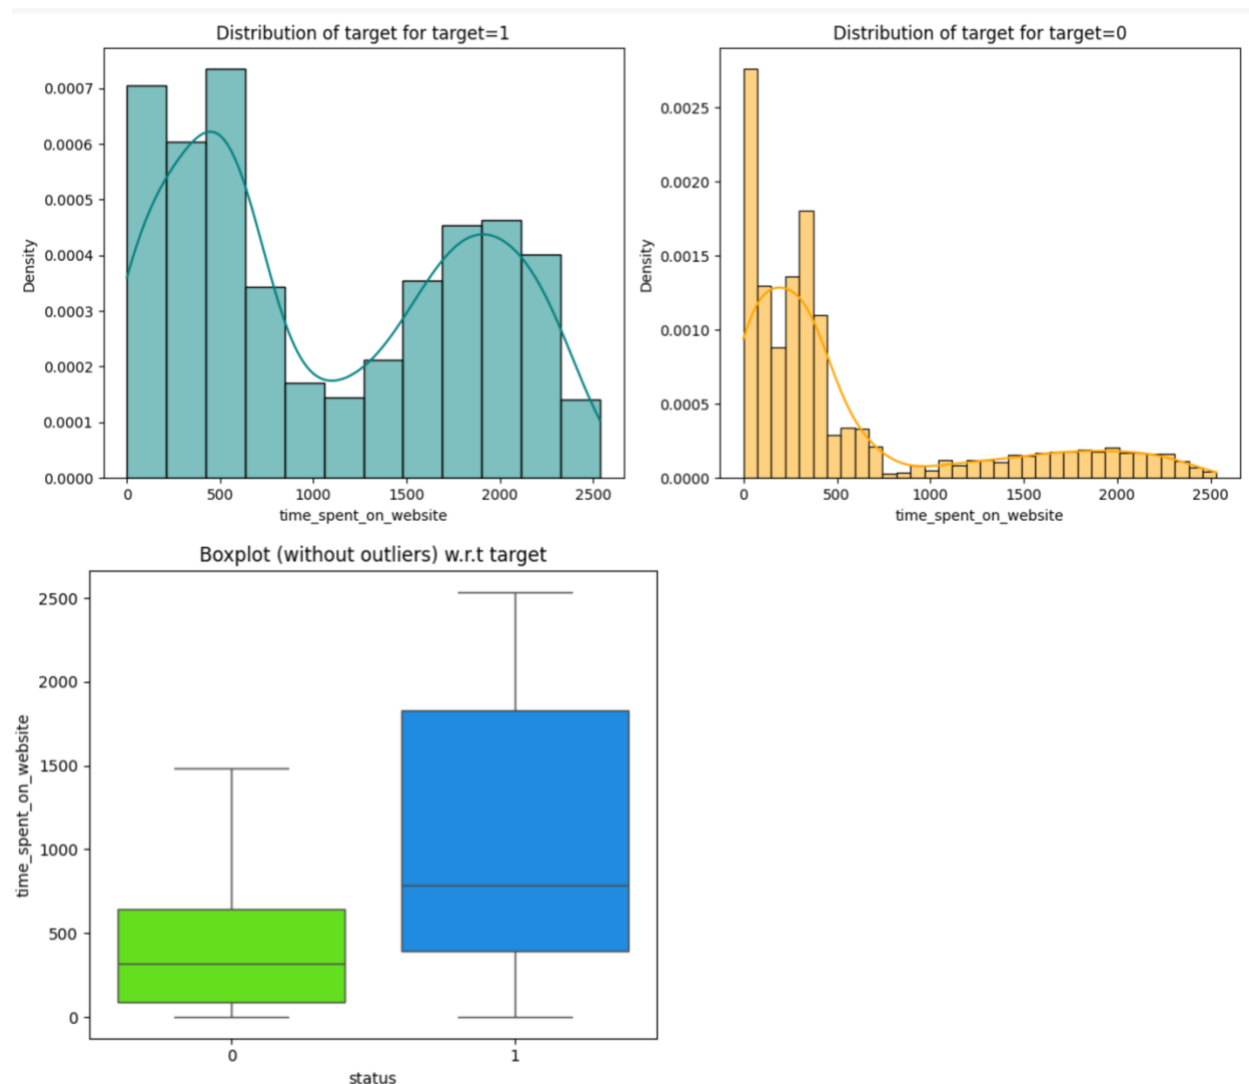 Distribution of target for target=1
Density
0.0007
0.0006
0.0005
0.0004
0.0003
0.0002
0.0001
0.0000
0 500 1000 1500 2000 2500
time_spent_on_website
Distribution of target for target=0
Density
0.0025
0.0020
0.0015
0.0010
0.0005
0.0000
0 500 1000 1500 2000 2500
time_spent_on_website
Boxplot (without outliers) w.r.t target
time_spent_on_website
2500
2000
1500
1000
500
0
0 1
status